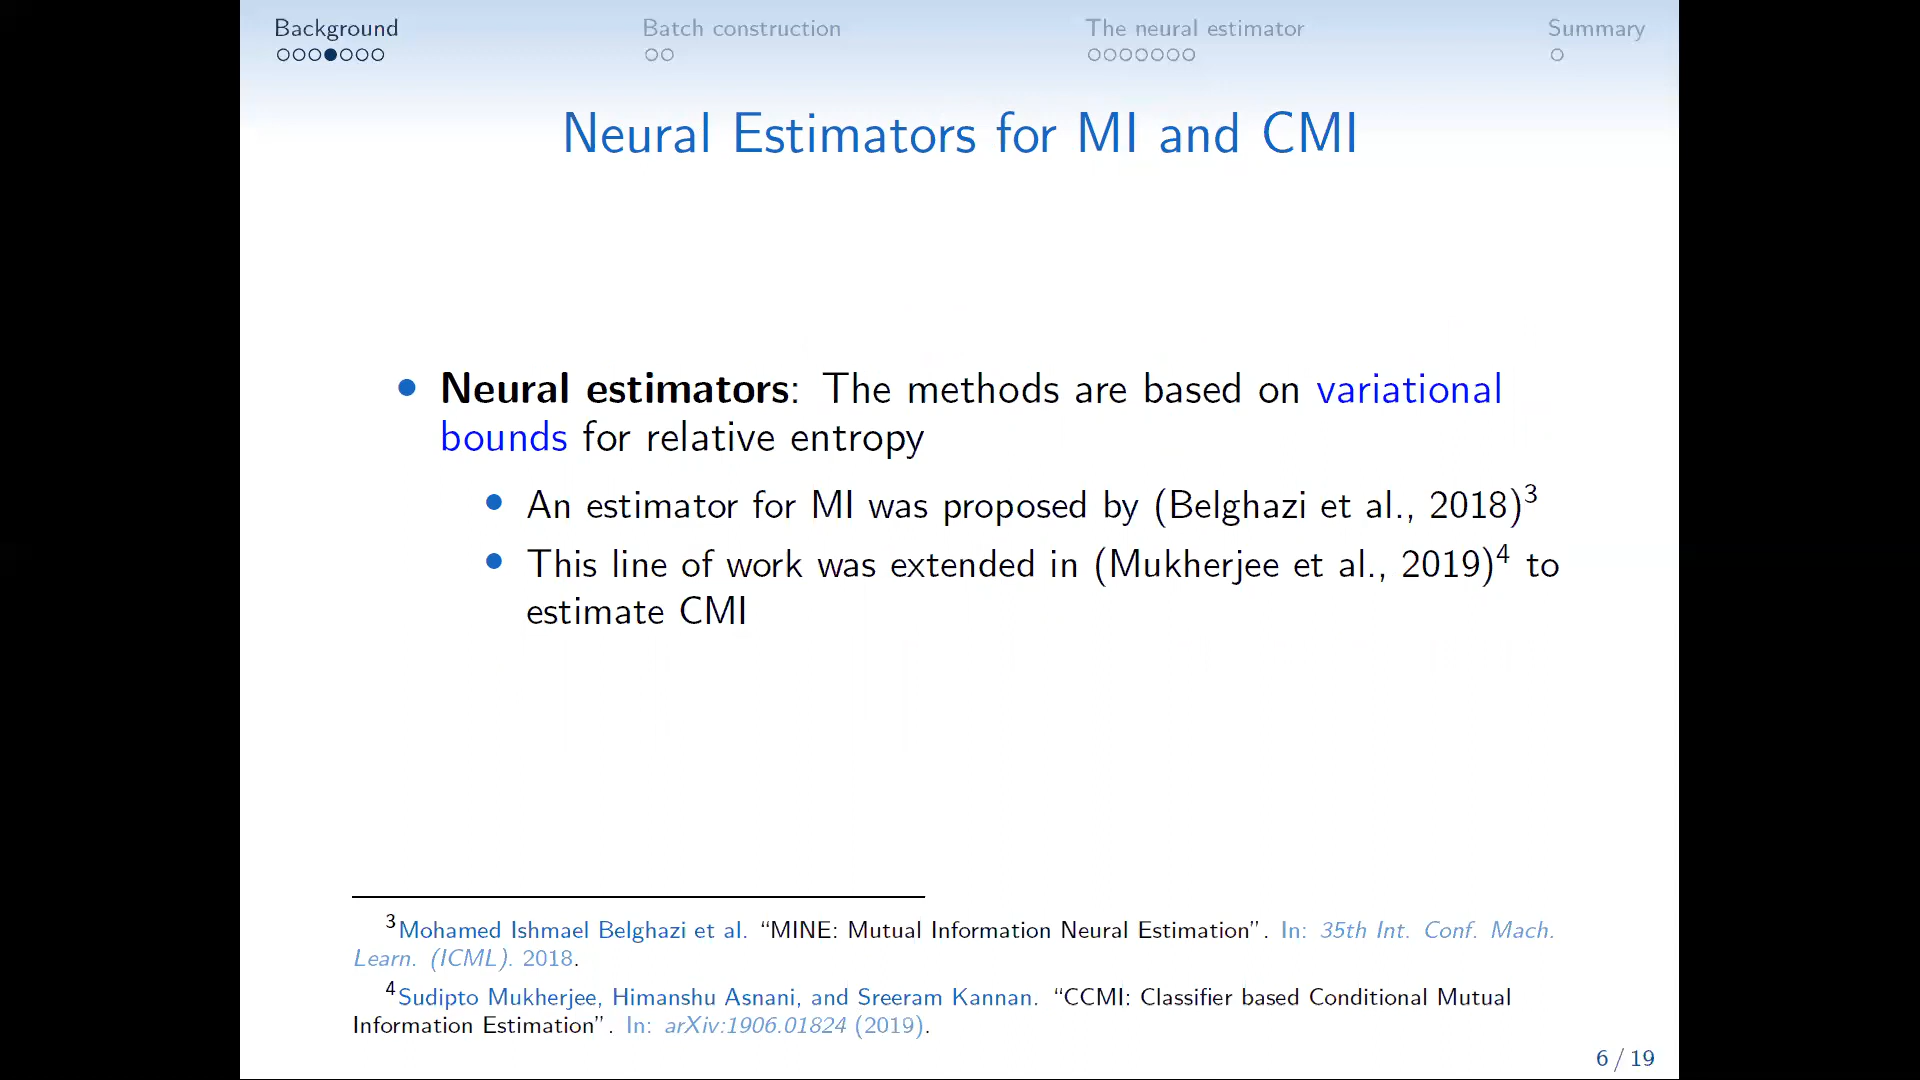 Background Batch construction The neural estimator Summary
Neural Estimators for MI and CMI
• Neural estimators: The methods are based on variational
bounds for relative entropy
• An estimator for MI was proposed by (Belghazi et al., 2018)³
• This line of work was extended in (Mukherjee et al., 2019)⁴ to
estimate CMI
³Mohamed Ishmael Belghazi et al. “MINE: Mutual Information Neural Estimation”. In: 35th Int. Conf. Mach.
Learn. (ICML). 2018.
⁴Sudipto Mukherjee, Himanshu Asnani, and Sreeram Kannan. “CCMI: Classifier based Conditional Mutual
Information Estimation”. In: arXiv:1906.01824 (2019).
6 / 19